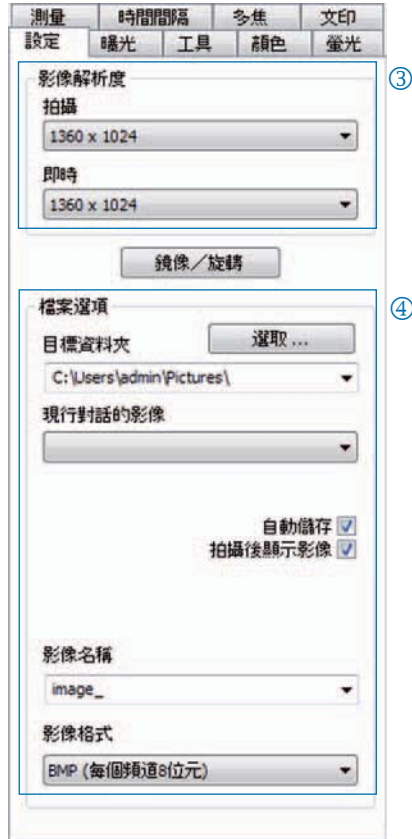 測量 時間間隔 多焦 文印
設定 曝光 工具 顏色 螢光
影像解析度 ③
拍攝
1360 x 1024
即時
1360 x 1024
鏡像／旋轉
檔案選項 ④
目標資料夾 選取 ...
C:\Users\admin\Pictures\
現行對話的影像
自動儲存
拍攝後顯示影像
影像名稱
image_
影像格式
BMP (每個頻道8位元)